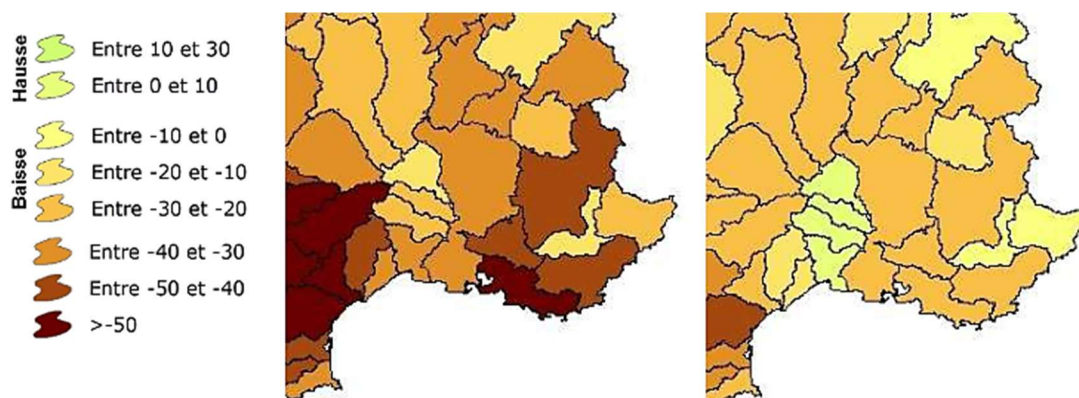 Hausse
Entre 10 et 30
Entre 0 et 10
Baisse
Entre -10 et 0
Entre -20 et -10
Entre -30 et -20
Entre -40 et -30
Entre -50 et -40
>-50